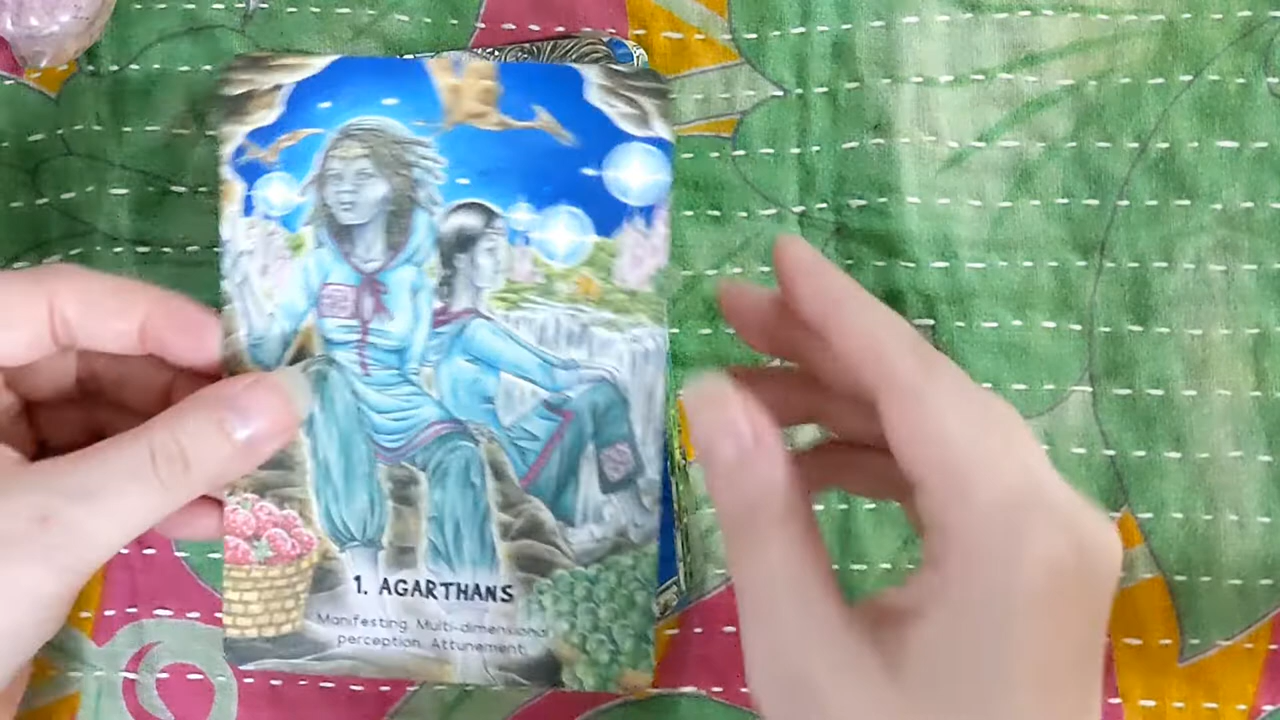 1. AGARTHANS
Manifesting. Multi-dimensional
perception. Attunement.